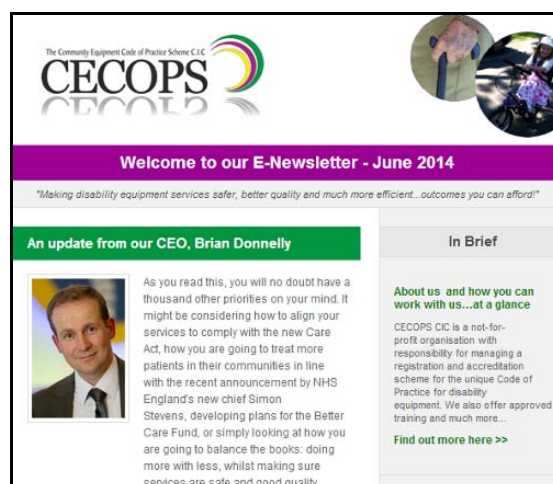 The Community Equipment Code of Practice Scheme C.I.C
CECOPS
Welcome to our E-Newsletter - June 2014
"Making disability equipment services safer, better quality and much more efficient...outcomes you can afford!"
An update from our CEO, Brian Donnelly
As you read this, you will no doubt have a
thousand other priorities on your mind. It
might be considering how to align your
services to comply with the new Care
Act, how you are going to treat more
patients in their communities in line
with the recent announcement by NHS
England's new chief Simon
Stevens, developing plans for the Better
Care Fund, or simply looking at how you
are going to balance the books: doing
more with less, whilst making sure
services are safe and good quality
In Brief
About us and how you can
work with us...at a glance
CECOPS CIC is a not-for-
profit organisation with
responsibility for managing a
registration and accreditation
scheme for the unique Code of
Practice for disability
equipment. We also offer approved
training and much more...
Find out more here >>